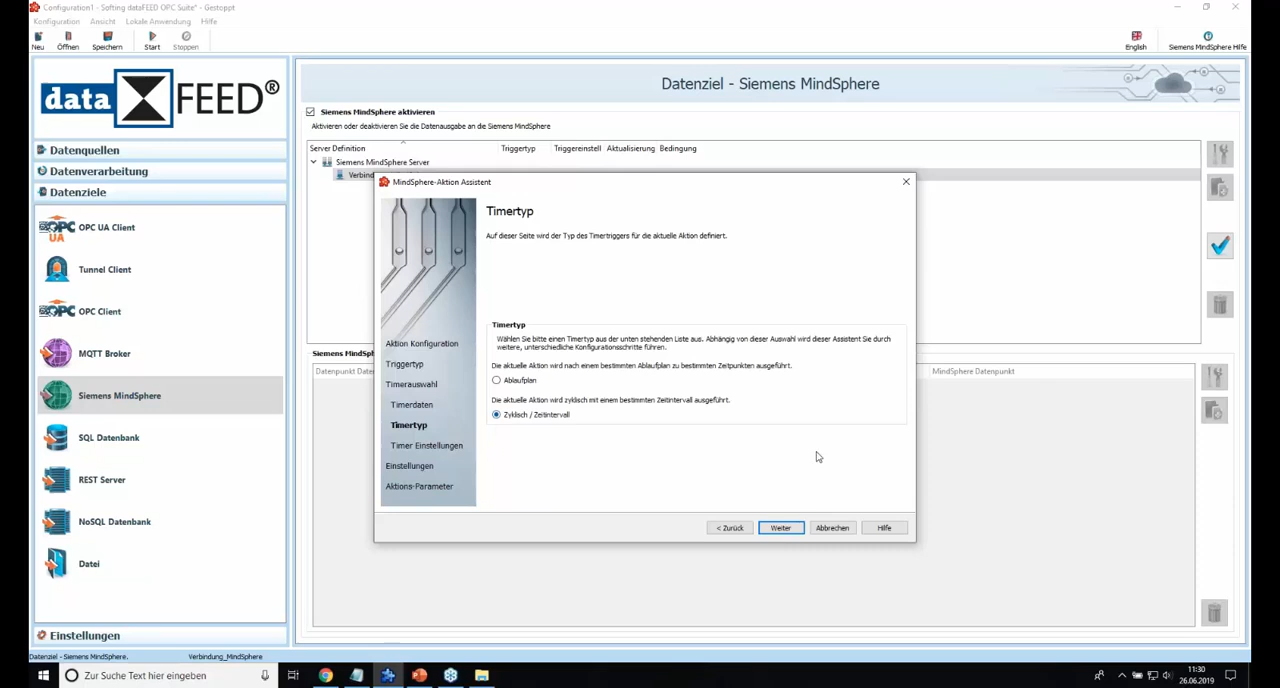 Configuration1 - Softing dataFEED OPC Suite* - Gestoppt
Konfiguration Ansicht Lokale Anwendung Hilfe
Neu Öffnen Speichern Start Stoppen English Siemens MindSphere Hilfe
data FEED®
Datenquellen
Datenverarbeitung
Datenziele
OPC UA Client
Tunnel Client
OPC Client
MQTT Broker
Siemens MindSphere
SQL Datenbank
REST Server
NoSQL Datenbank
Datei
Einstellungen
Datenziel - Siemens MindSphere
Siemens MindSphere aktivieren
Aktivieren oder deaktivieren Sie die Datenausgabe an die Siemens MindSphere
Server Definition Triggertyp Triggereinstell Aktualisierung Bedingung
Siemens MindSphere Server
Verbind
Siemens MindSp
Datenpunkt Date MindSphere Datenpunkt
MindSphere-Aktion Assistent
Aktion Konfiguration
Triggertyp
Timerauswahl
Timerdaten
Timertyp
Timer Einstellungen
Einstellungen
Aktions-Parameter
Timertyp
Auf dieser Seite wird der Typ des Timertriggers für die aktuelle Aktion definiert.
Timertyp
Wählen Sie bitte einen Timertyp aus der unten stehenden Liste aus. Abhängig von dieser Auswahl wird dieser Assistent Sie durch
weitere, unterschiedliche Konfigurationsschritte führen.
Die aktuelle Aktion wird nach einem bestimmten Ablaufplan zu bestimmten Zeitpunkten ausgeführt.
Ablaufplan
Die aktuelle Aktion wird zyklisch mit einem bestimmten Zeitintervall ausgeführt.
Zyklisch / Zeitintervall
< Zurück Weiter Abbrechen Hilfe
Datenziel - Siemens MindSphere. Verbindung_MindSphere
Zur Suche Text hier eingeben
11:30
26.06.2019